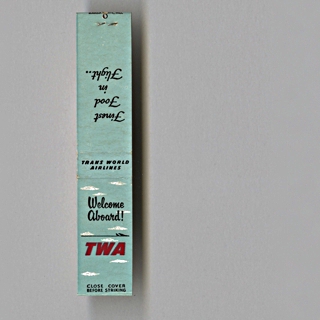 Finest
Food
in
Flight..
TRANS WORLD
AIRLINES
Welcome
Aboard!
TWA
CLOSE COVER
BEFORE STRIKING